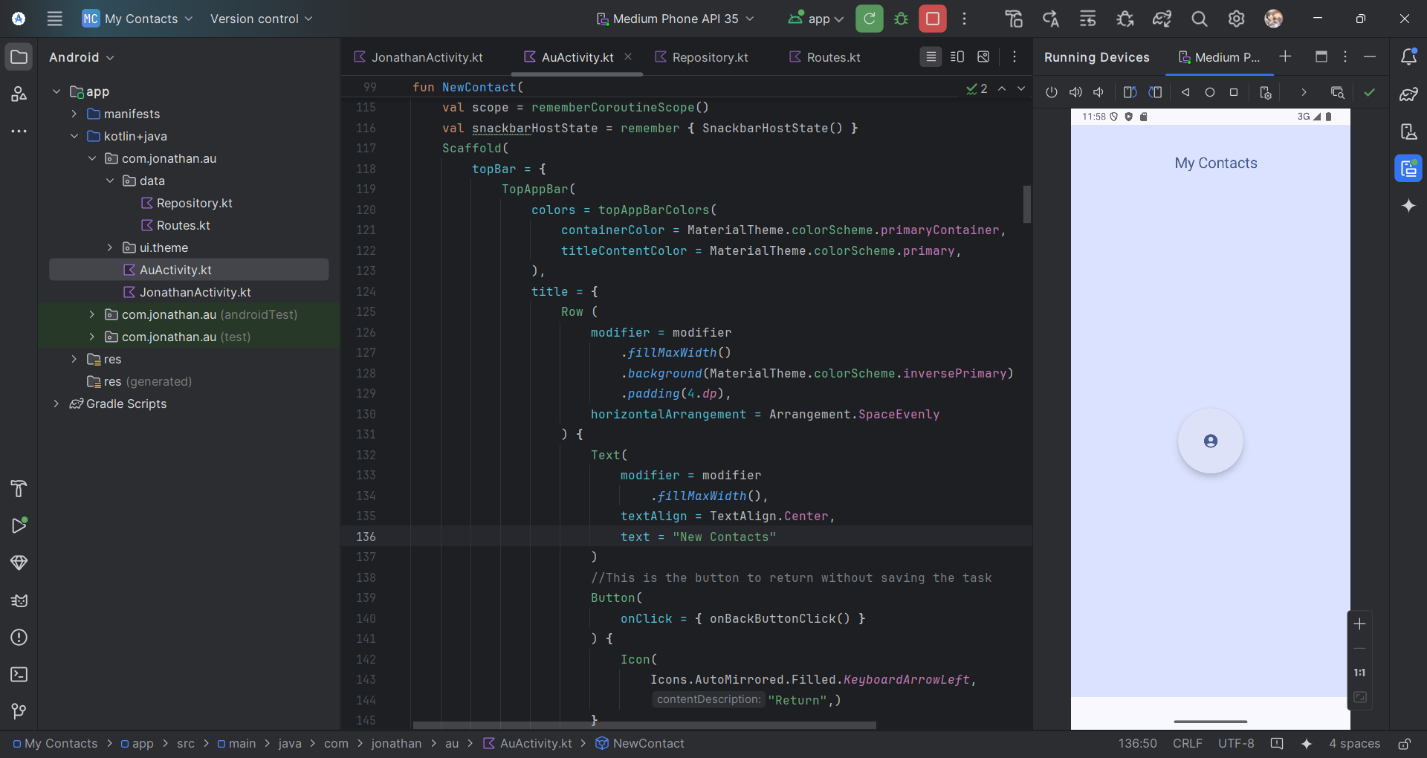 MC My Contacts Version control Medium Phone API 35 app
Android
app
manifests
kotlin+java
com.jonathan.au
data
Repository.kt
Routes.kt
ui.theme
AuActivity.kt
JonathanActivity.kt
com.jonathan.au (androidTest)
com.jonathan.au (test)
res
res (generated)
Gradle Scripts
JonathanActivity.kt AuActivity.kt Repository.kt Routes.kt
99 fun NewContact( 2
115 val scope = rememberCoroutineScope()
116 val snackbarHostState = remember { SnackbarHostState() }
117 Scaffold(
118 topBar = {
119 TopAppBar(
120 colors = topAppBarColors(
121 containerColor = MaterialTheme.colorScheme.primaryContainer,
122 titleContentColor = MaterialTheme.colorScheme.primary,
123 ),
124 title = {
125 Row (
126 modifier = modifier
127 .fillMaxWidth()
128 .background(MaterialTheme.colorScheme.inversePrimary)
129 .padding(4.dp),
130 horizontalArrangement = Arrangement.SpaceEvenly
131 ) {
132 Text(
133 modifier = modifier
134 .fillMaxWidth(),
135 textAlign = TextAlign.Center,
136 text = "New Contacts"
137 )
138 //This is the button to return without saving the task
139 Button(
140 onClick = { onBackButtonClick() }
141 ) {
142 Icon(
143 Icons.AutoMirrored.Filled.KeyboardArrowLeft,
144 contentDescription: "Return",)
145 }
Running Devices Medium P...
11:58 3G
My Contacts
1:1
My Contacts > app > src > main > java > com > jonathan > au > AuActivity.kt > NewContact 136:50 CRLF UTF-8 4 spaces